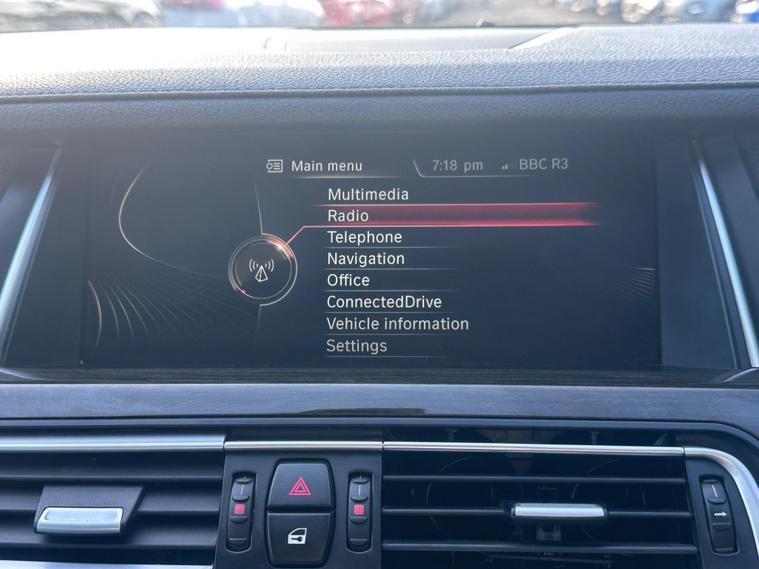 Main menu 7:18 pm BBC R3
Multimedia
Radio
Telephone
Navigation
Office
ConnectedDrive
Vehicle information
Settings